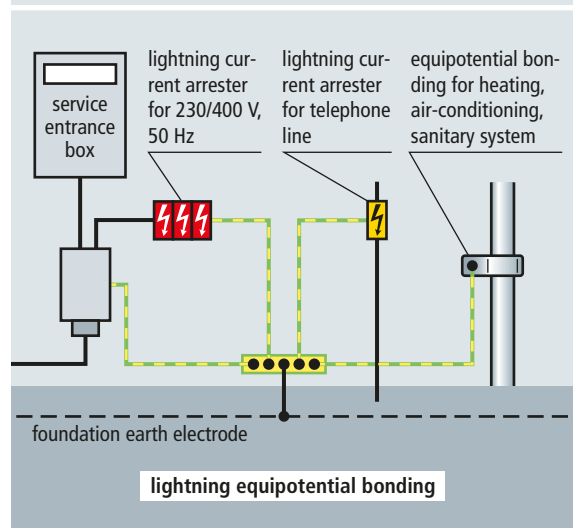 service
entrance
box
lightning cur-
rent arrester
for 230/400 V,
50 Hz
lightning cur-
rent arrester
for telephone
line
equipotential bon-
ding for heating,
air-conditioning,
sanitary system
foundation earth electrode
lightning equipotential bonding